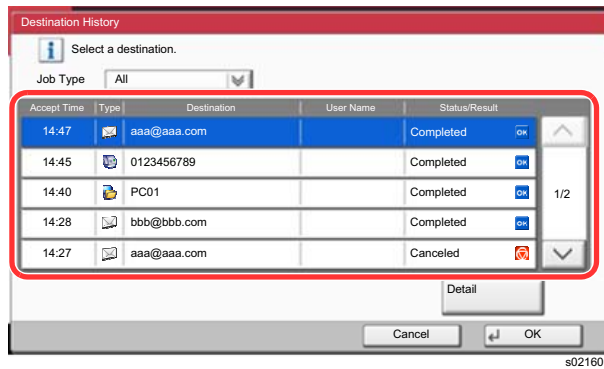 Destination History
Select a destination.
Job Type All
Accept Time Type Destination User Name Status/Result
14:47 aaa@aaa.com Completed OK
14:45 0123456789 Completed OK
14:40 PC01 Completed OK
1/2
14:28 bbb@bbb.com Completed OK
14:27 aaa@aaa.com Canceled
Detail
Cancel OK
s02160